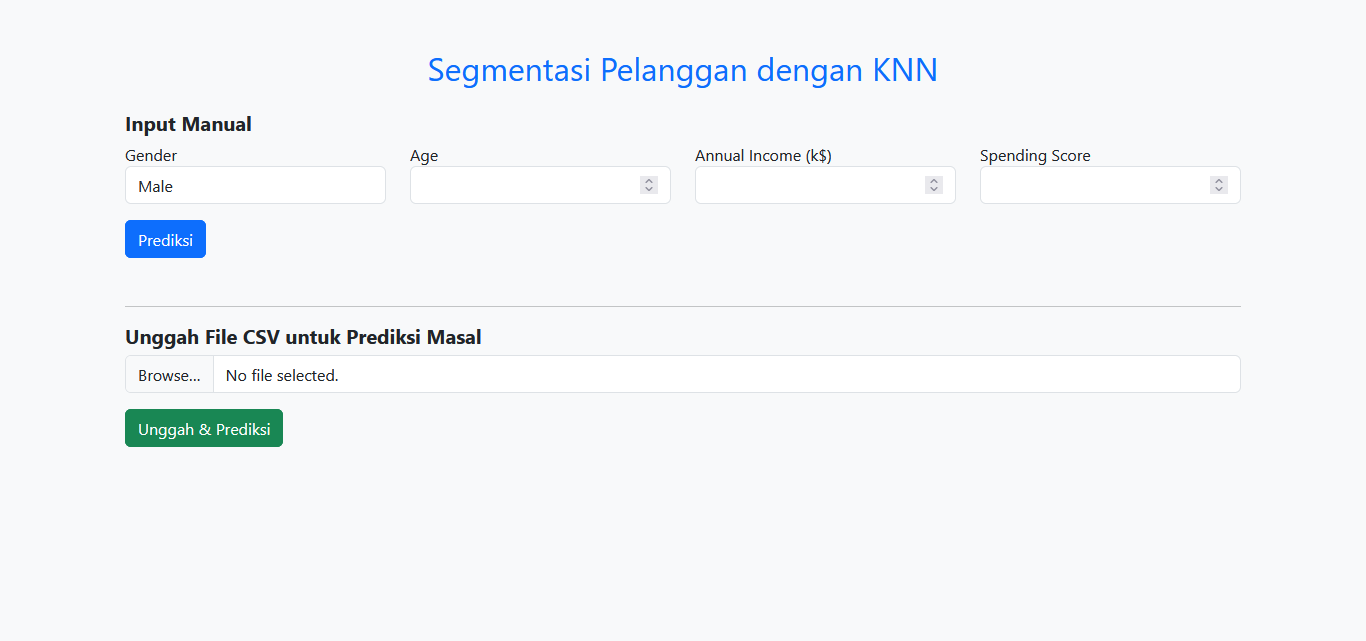 Segmentasi Pelanggan dengan KNN
Input Manual
Gender Age Annual Income (k$) Spending Score
Male
Prediksi
Unggah File CSV untuk Prediksi Masal
Browse... No file selected.
Unggah & Prediksi